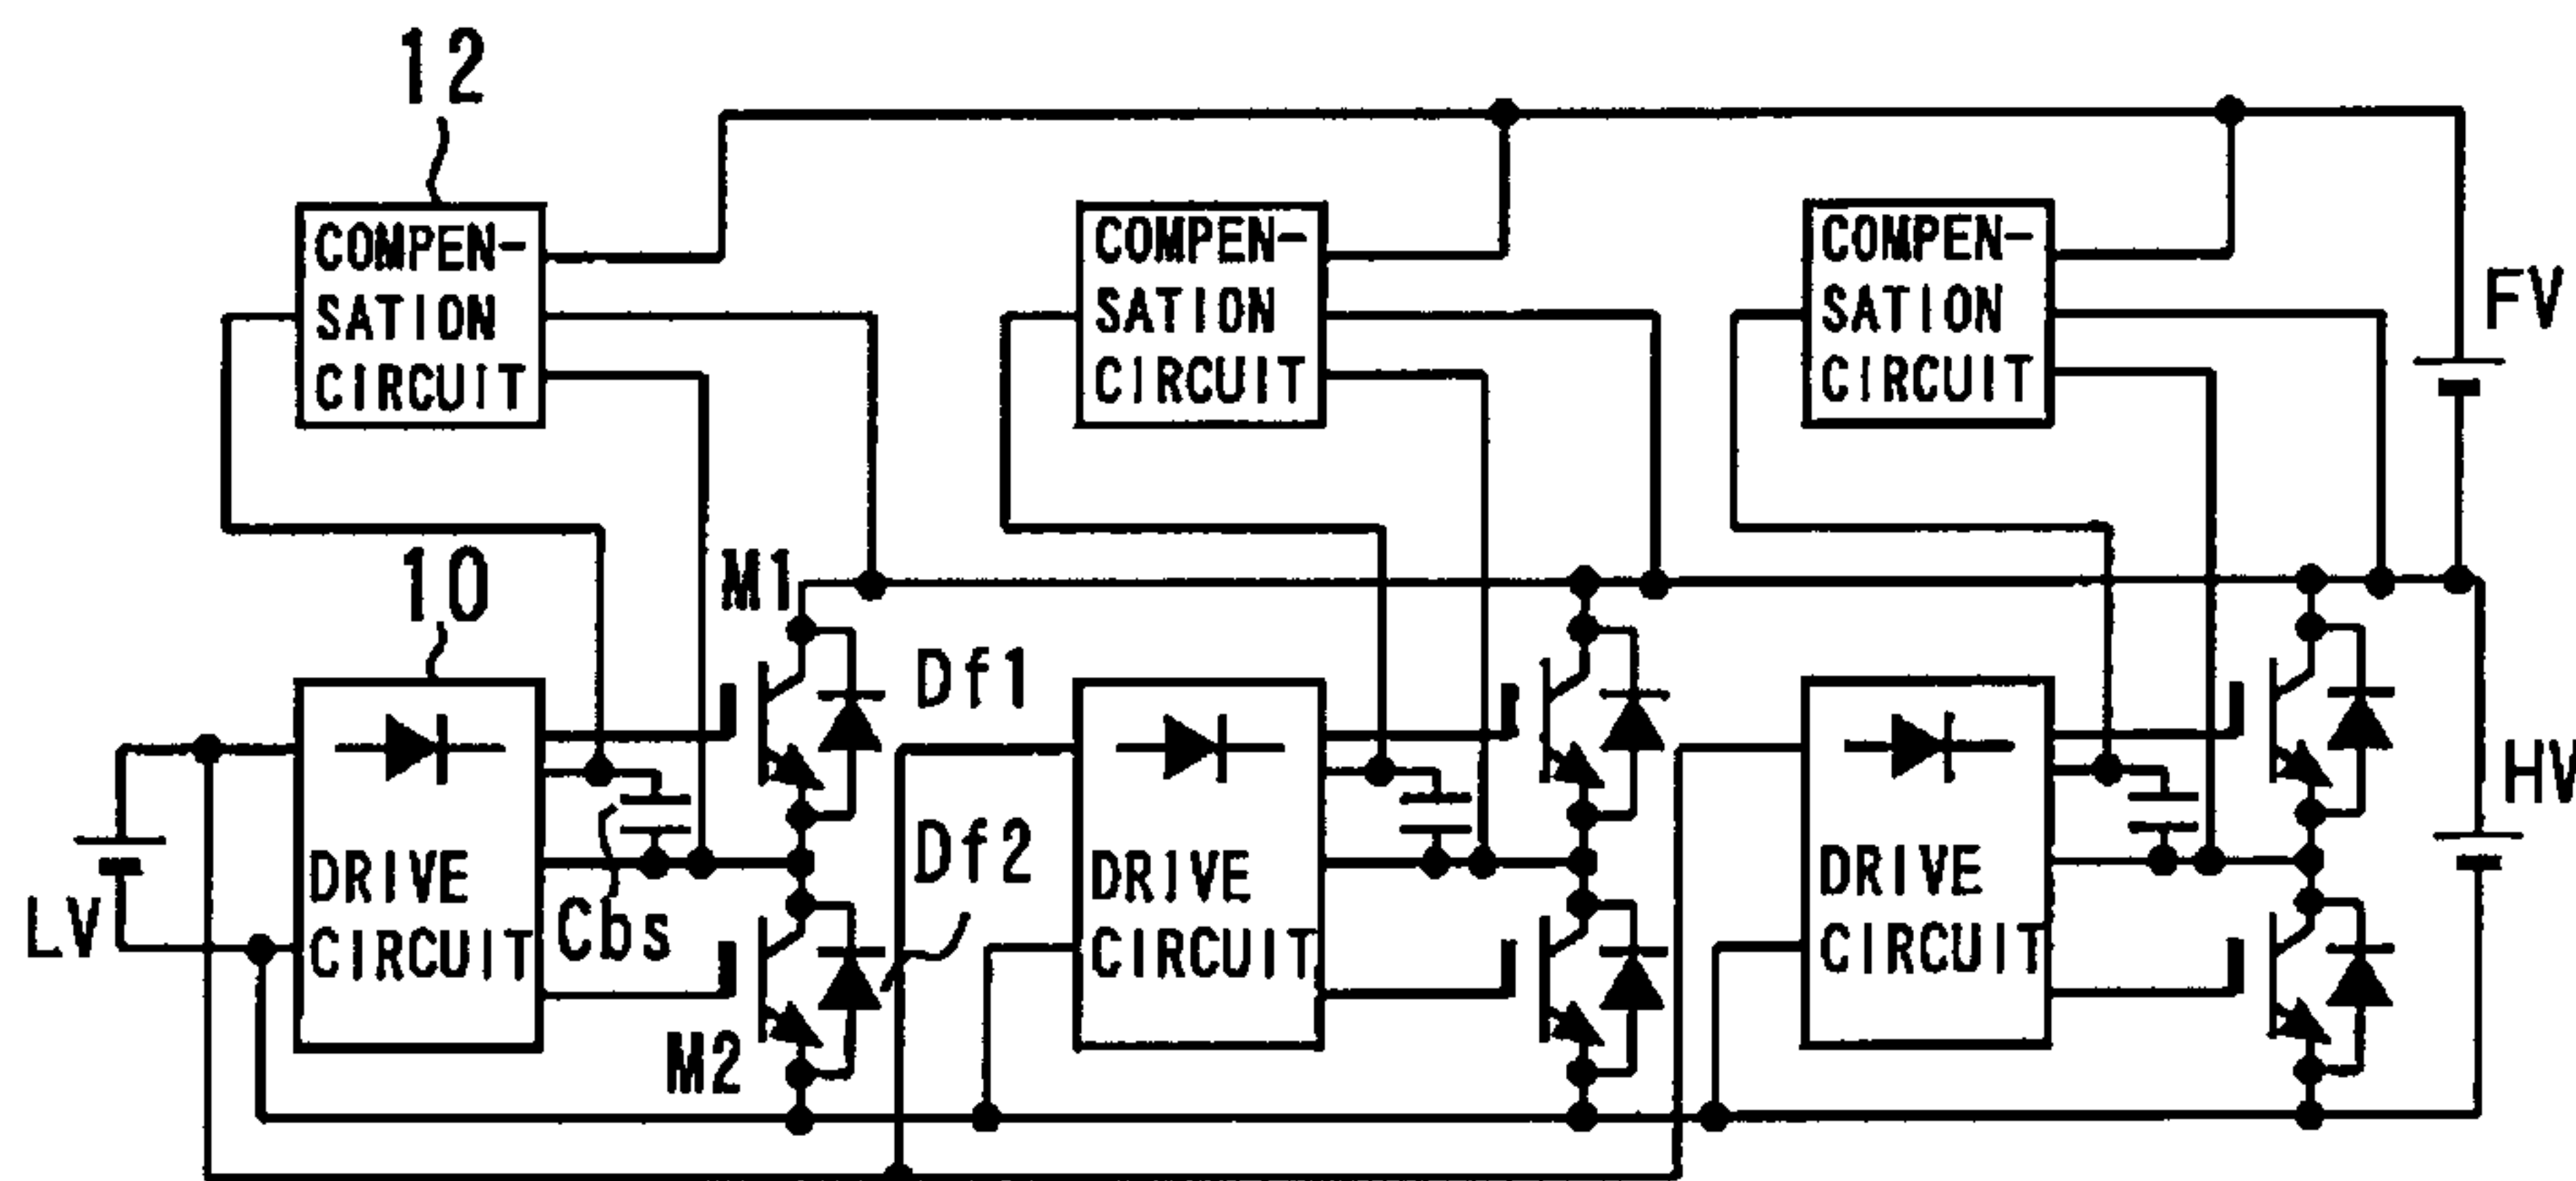 12
COMPEN-
SATION
CIRCUIT
COMPEN-
SATION
CIRCUIT
COMPEN-
SATION
CIRCUIT
FV
10
M1
Df1
HV
LV
DRIVE
CIRCUIT
Cbs
Df2
M2
DRIVE
CIRCUIT
DRIVE
CIRCUIT